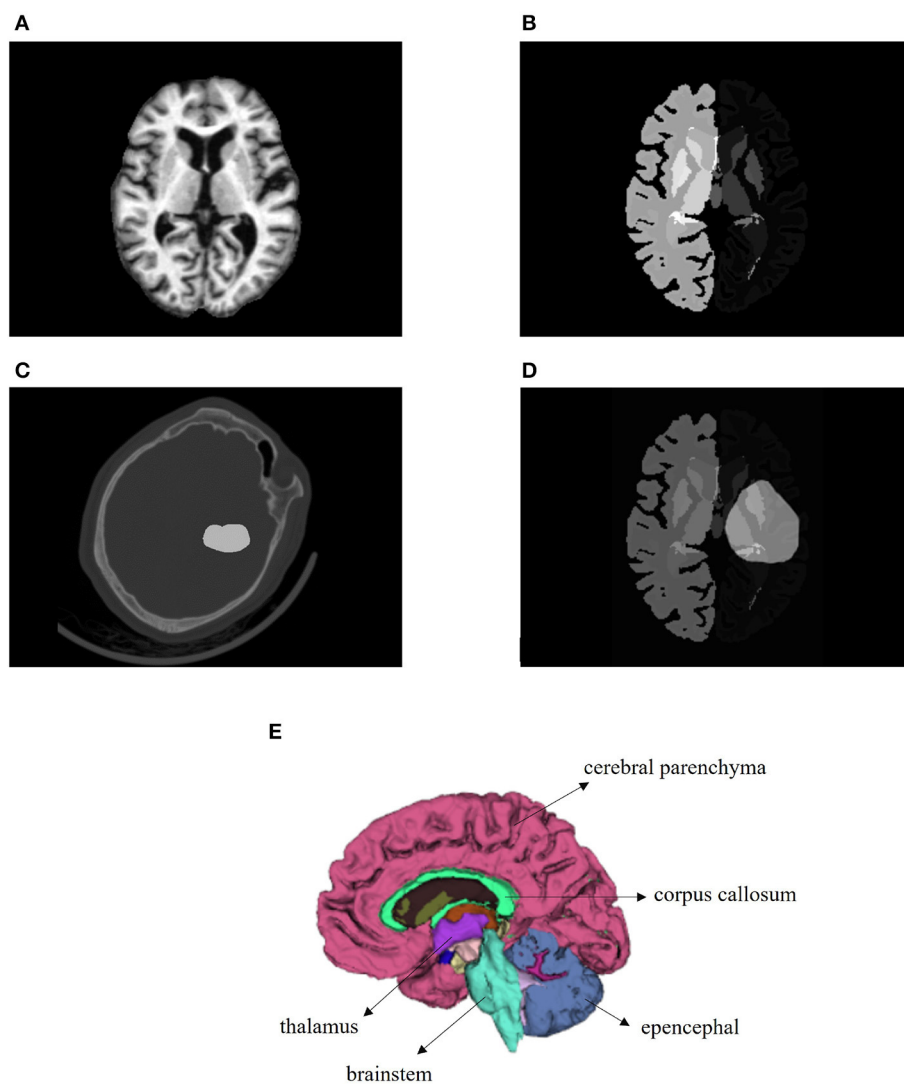 A
B
C
D
E
cerebral parenchyma
corpus callosum
thalamus
epencephal
brainstem